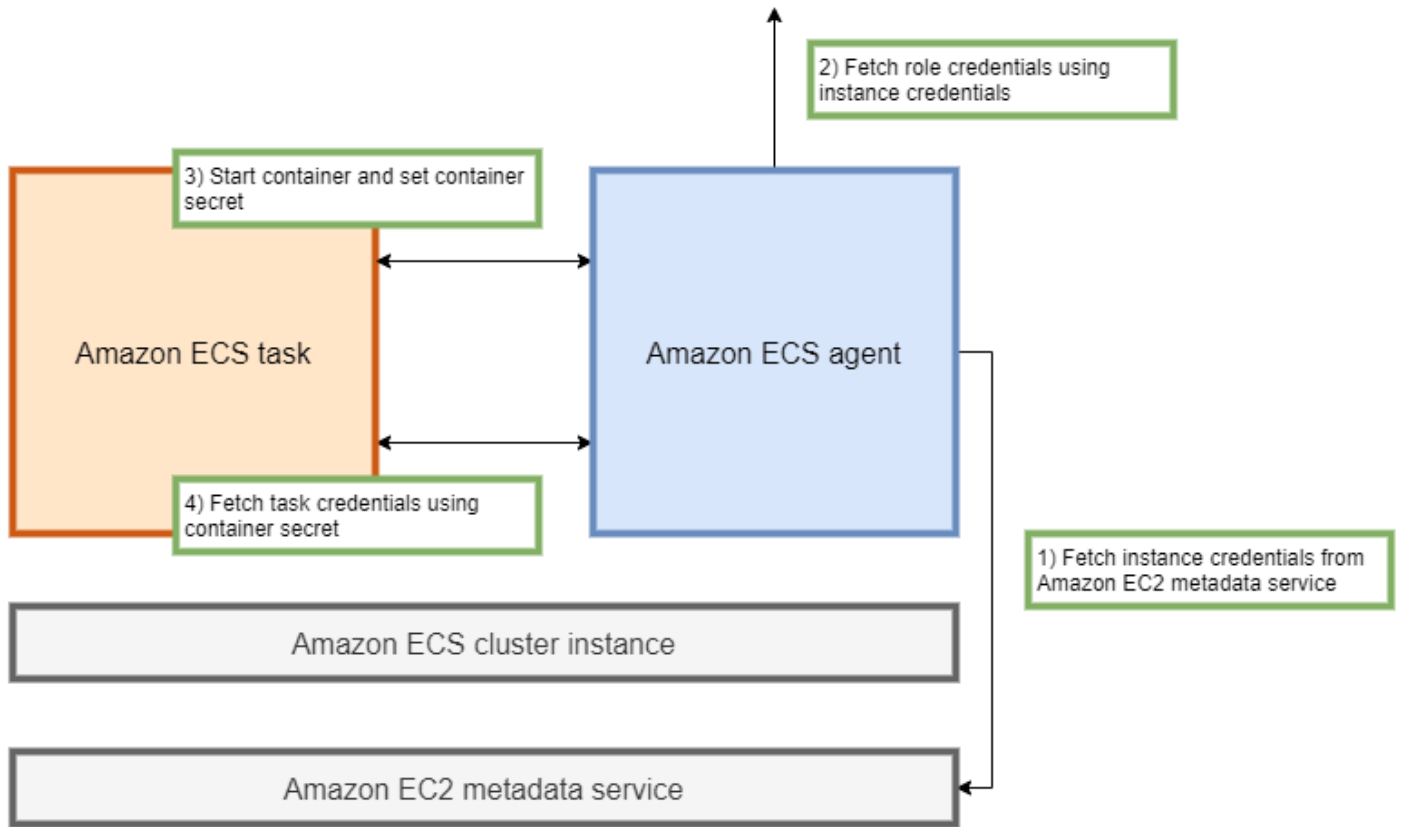 2) Fetch role credentials using
instance credentials
3) Start container and set container
secret
Amazon ECS task
Amazon ECS agent
4) Fetch task credentials using
container secret
1) Fetch instance credentials from
Amazon EC2 metadata service
Amazon ECS cluster instance
Amazon EC2 metadata service